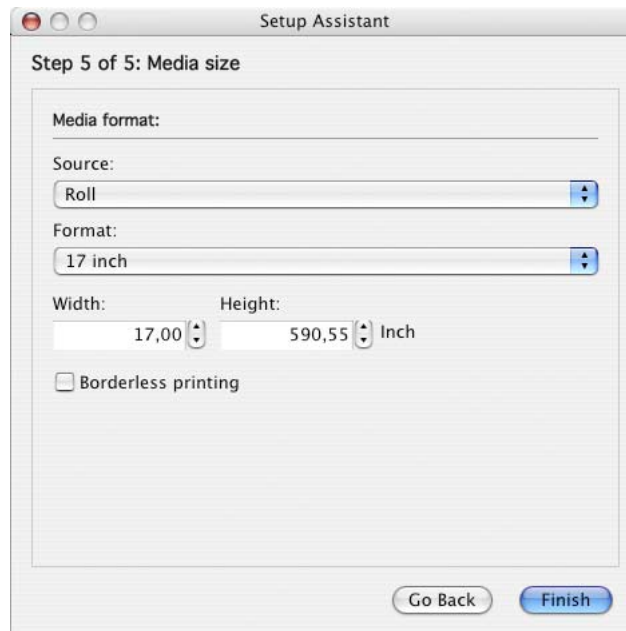 Setup Assistant
Step 5 of 5: Media size
Media format:
Source:
Roll
Format:
17 inch
Width: Height:
17,00 590,55 Inch
Borderless printing
Go Back Finish